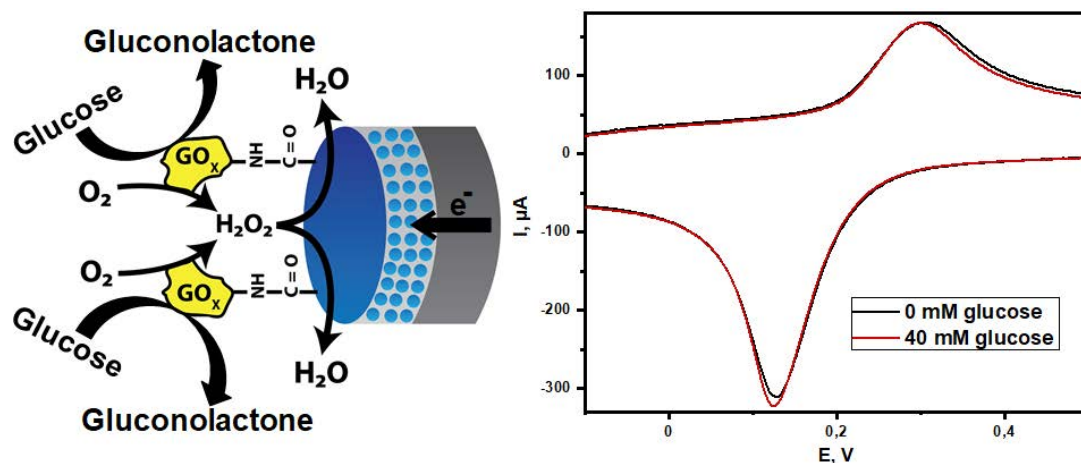 Gluconolactone
H₂O
Glucose
GOₓ
NH
C=O
O₂
H₂O₂
e⁻
O₂
GOₓ
NH
C=O
Glucose
H₂O
Gluconolactone
100
0
-100
-200
-300
I, µA
0 mM glucose
40 mM glucose
0
0,2
0,4
E, V